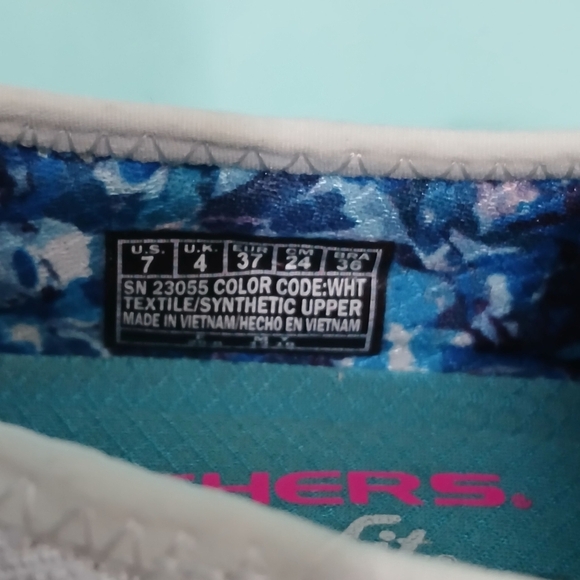 U.S. U.K. EUR CM BRA
7 4 37 24 36
SN 23055 COLOR CODE:WHT
TEXTILE/SYNTHETIC UPPER
MADE IN VIETNAM/HECHO EN VIETNAM
HERS.
fit